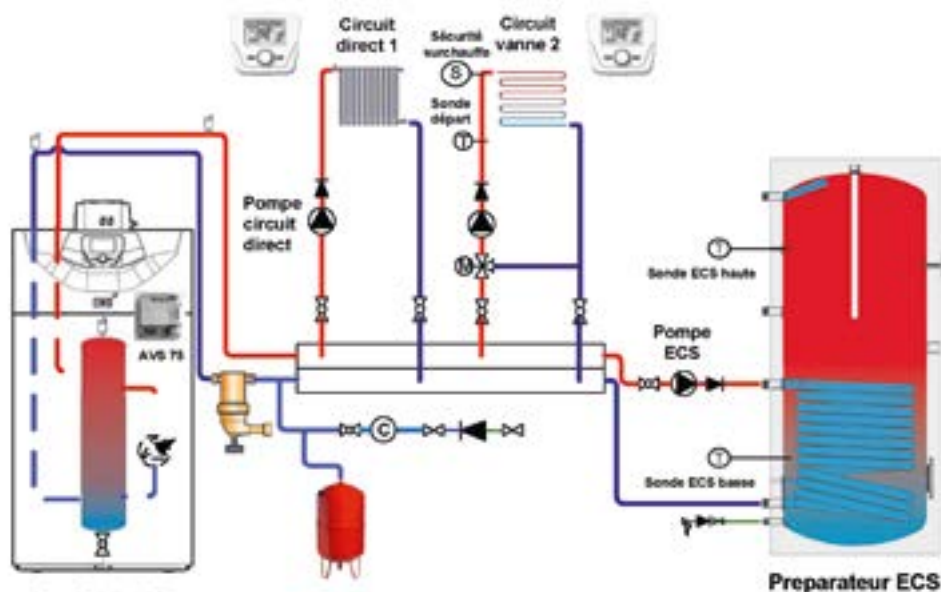 Circuit
direct 1
Sécurité
surchauffe
Circuit
vanne 2
S
Sonde
départ
T
Pompe
circuit
direct
M
T
Sonde ECS haute
AVS 75
Pompe
ECS
C
T
Sonde ECS basse
Preparateur ECS